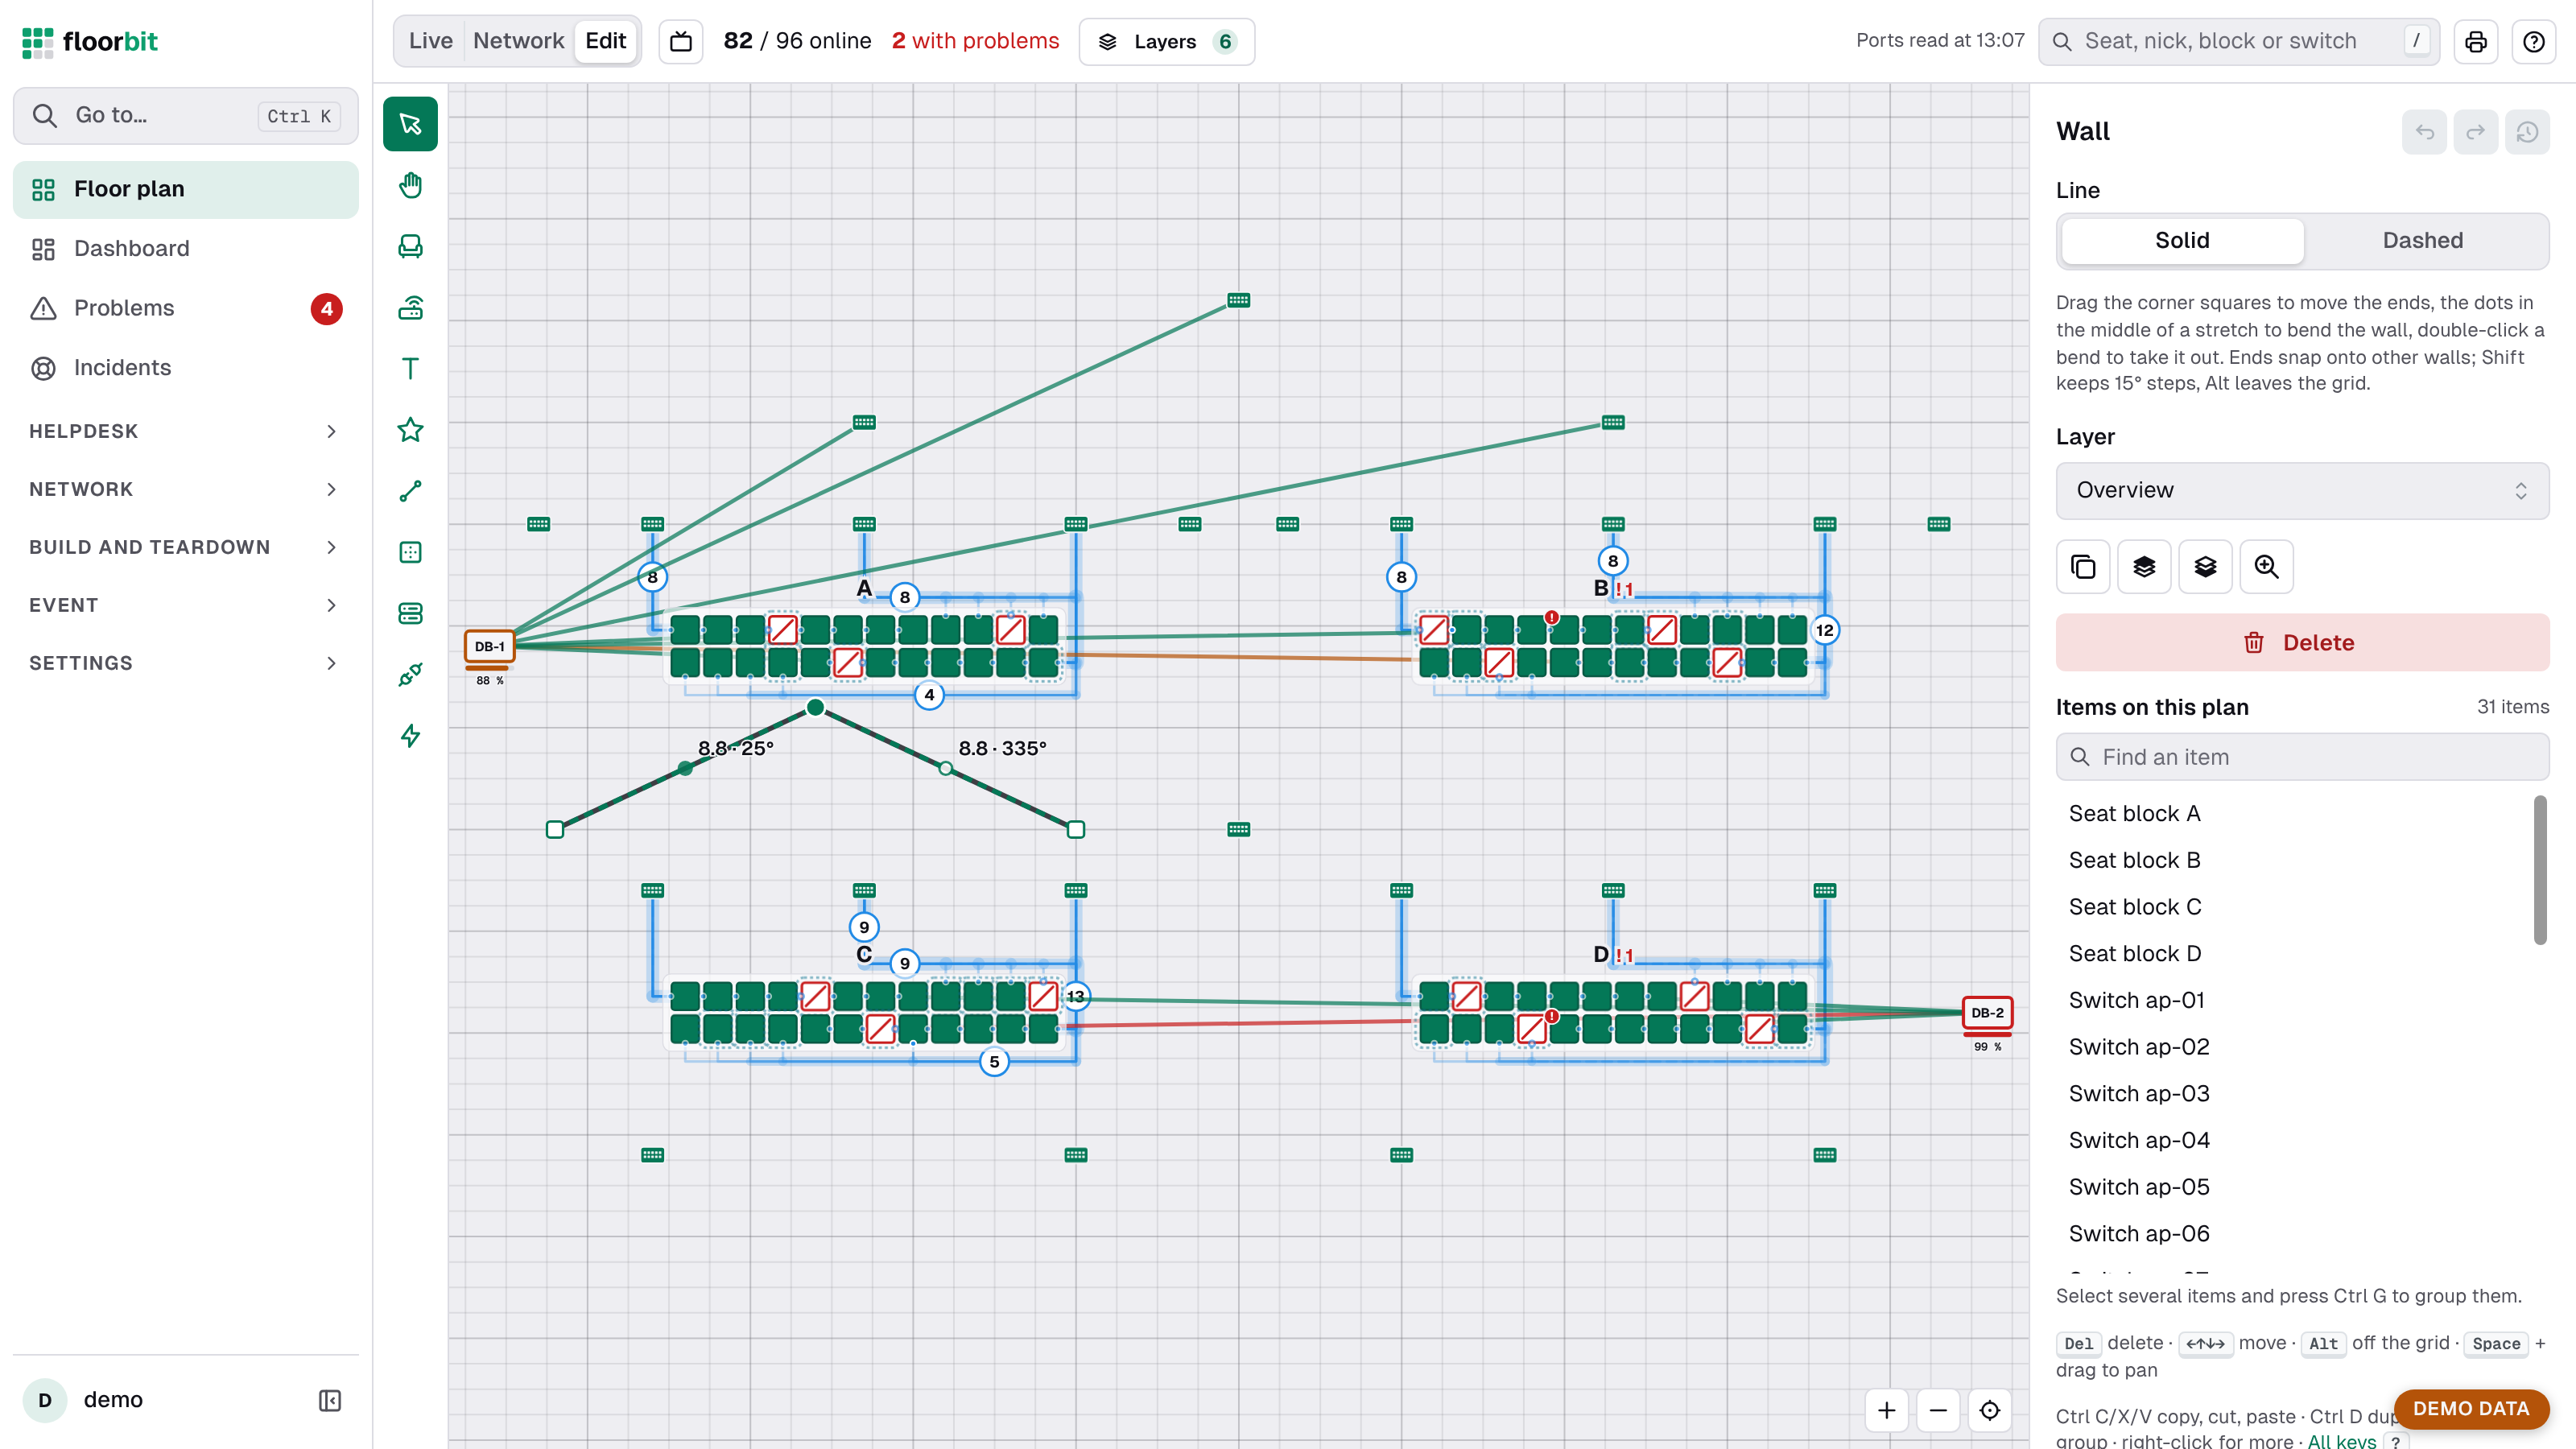 floorbit
Go to...
Ctrl K
Floor plan
Dashboard
Problems
4
Incidents
HELPDESK
NETWORK
BUILD AND TEARDOWN
EVENT
SETTINGS
D
demo
Live
Network
Edit
82 / 96 online
2 with problems
Layers
6
Ports read at 13:07
Seat, nick, block or switch
/
8
A
8
8
8
B !1
12
DB-1
88 %
4
8.8 · 25°
8.8 · 335°
9
C
9
D !1
13
DB-2
99 %
5
Wall
Line
Solid
Dashed
Drag the corner squares to move the ends, the dots in
the middle of a stretch to bend the wall, double-click a
bend to take it out. Ends snap onto other walls; Shift
keeps 15° steps, Alt leaves the grid.
Layer
Overview
Delete
Items on this plan
31 items
Find an item
Seat block A
Seat block B
Seat block C
Seat block D
Switch ap-01
Switch ap-02
Switch ap-03
Switch ap-04
Switch ap-05
Switch ap-06
Select several items and press Ctrl G to group them.
Del delete · ←↑↓→ move · Alt off the grid · Space +
drag to pan
Ctrl C/X/V copy, cut, paste · Ctrl D
DEMO DATA
group · right-click for more · All keys ?